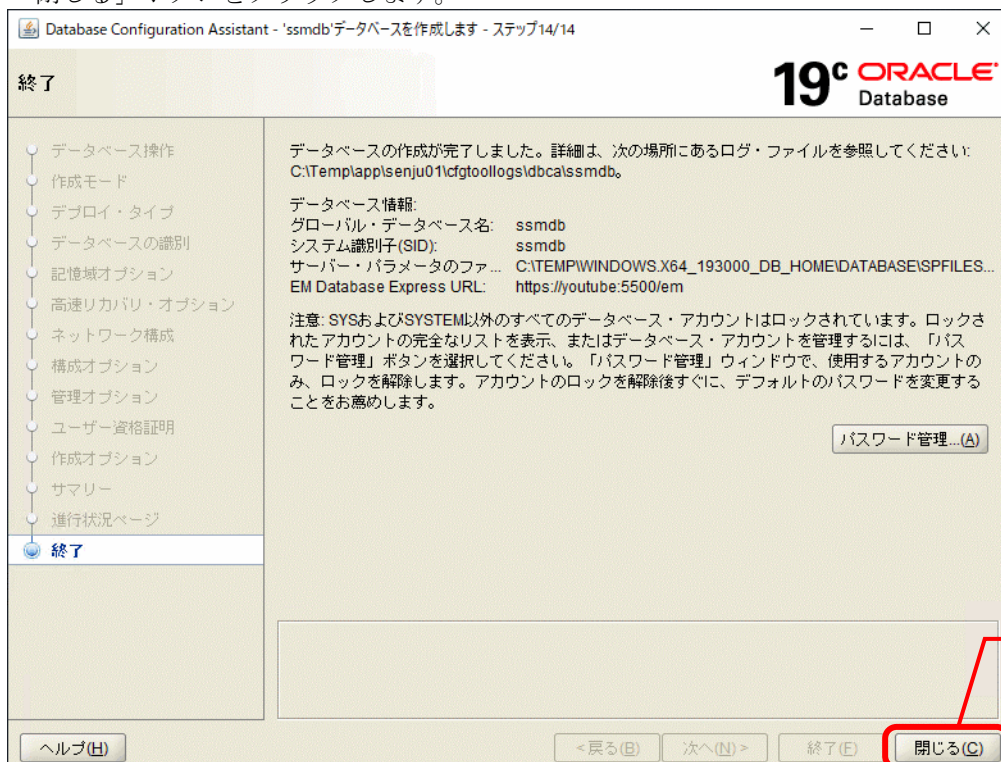 閉じる」ボタンをクリックします。
Database Configuration Assistant - 'ssmdb'データベースを作成します - ステップ14/14
終了
19c ORACLE
Database
データベース操作
作成モード
デプロイ・タイプ
データベースの識別
記憶域オプション
高速リカバリ・オプション
ネットワーク構成
構成オプション
管理オプション
ユーザー資格証明
作成オプション
サマリー
進行状況ページ
終了
データベースの作成が完了しました。詳細は、次の場所にあるログ・ファイルを参照してください:
C:\Temp\app\senju01\cfgtoollogs\dbca\ssmdb。
データベース情報:
グローバル・データベース名: ssmdb
システム識別子(SID): ssmdb
サーバー・パラメータのファ... C:\TEMP\WINDOWS.X64_193000_DB_HOME\DATABASE\SPFILES...
EM Database Express URL: https://youtube:5500/em
注意: SYSおよびSYSTEM以外のすべてのデータベース・アカウントはロックされています。ロックさ
れたアカウントの完全なリストを表示、またはデータベース・アカウントを管理するには、「パス
ワード管理」ボタンを選択してください。「パスワード管理」ウィンドウで、使用するアカウントの
み、ロックを解除します。アカウントのロックを解除後すぐに、デフォルトのパスワードを変更する
ことをお薦めします。
パスワード管理...(A)
ヘルプ(H)
<戻る(B)
次へ(N)>
終了(F)
閉じる(C)